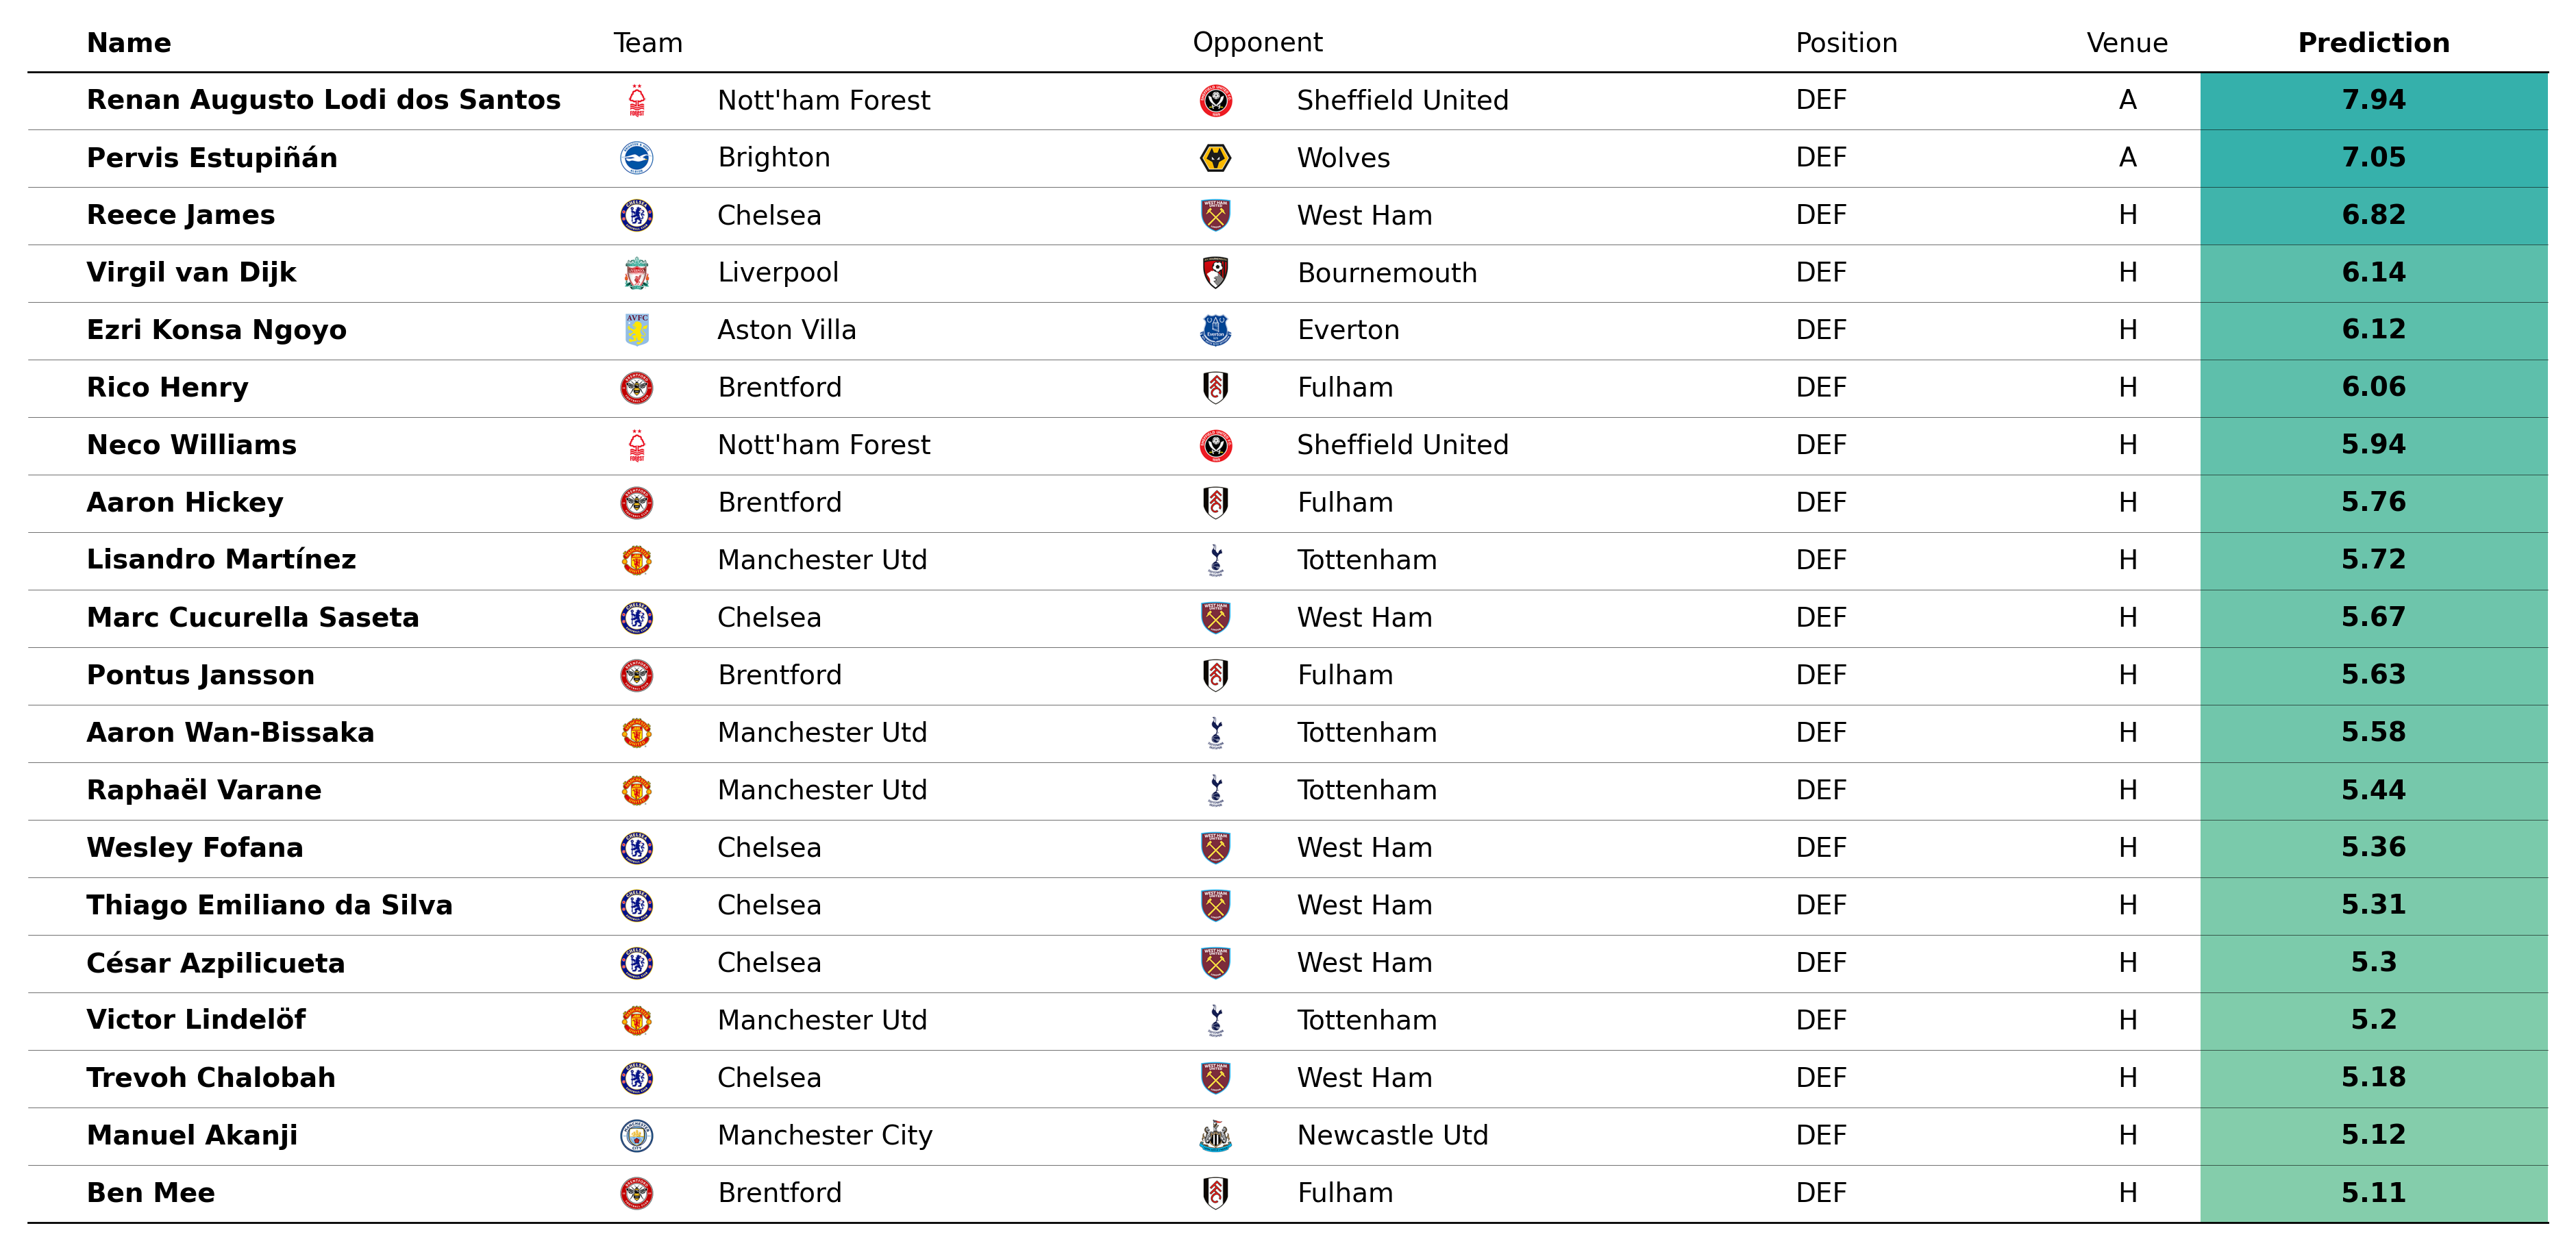 Name Team Opponent Position Venue Prediction
Renan Augusto Lodi dos Santos Nott'ham Forest Sheffield United DEF A 7.94
Pervis Estupiñán Brighton Wolves DEF A 7.05
Reece James Chelsea West Ham DEF H 6.82
Virgil van Dijk Liverpool Bournemouth DEF H 6.14
Ezri Konsa Ngoyo Aston Villa Everton DEF H 6.12
Rico Henry Brentford Fulham DEF H 6.06
Neco Williams Nott'ham Forest Sheffield United DEF H 5.94
Aaron Hickey Brentford Fulham DEF H 5.76
Lisandro Martínez Manchester Utd Tottenham DEF H 5.72
Marc Cucurella Saseta Chelsea West Ham DEF H 5.67
Pontus Jansson Brentford Fulham DEF H 5.63
Aaron Wan-Bissaka Manchester Utd Tottenham DEF H 5.58
Raphaël Varane Manchester Utd Tottenham DEF H 5.44
Wesley Fofana Chelsea West Ham DEF H 5.36
Thiago Emiliano da Silva Chelsea West Ham DEF H 5.31
César Azpilicueta Chelsea West Ham DEF H 5.3
Victor Lindelöf Manchester Utd Tottenham DEF H 5.2
Trevoh Chalobah Chelsea West Ham DEF H 5.18
Manuel Akanji Manchester City Newcastle Utd DEF H 5.12
Ben Mee Brentford Fulham DEF H 5.11